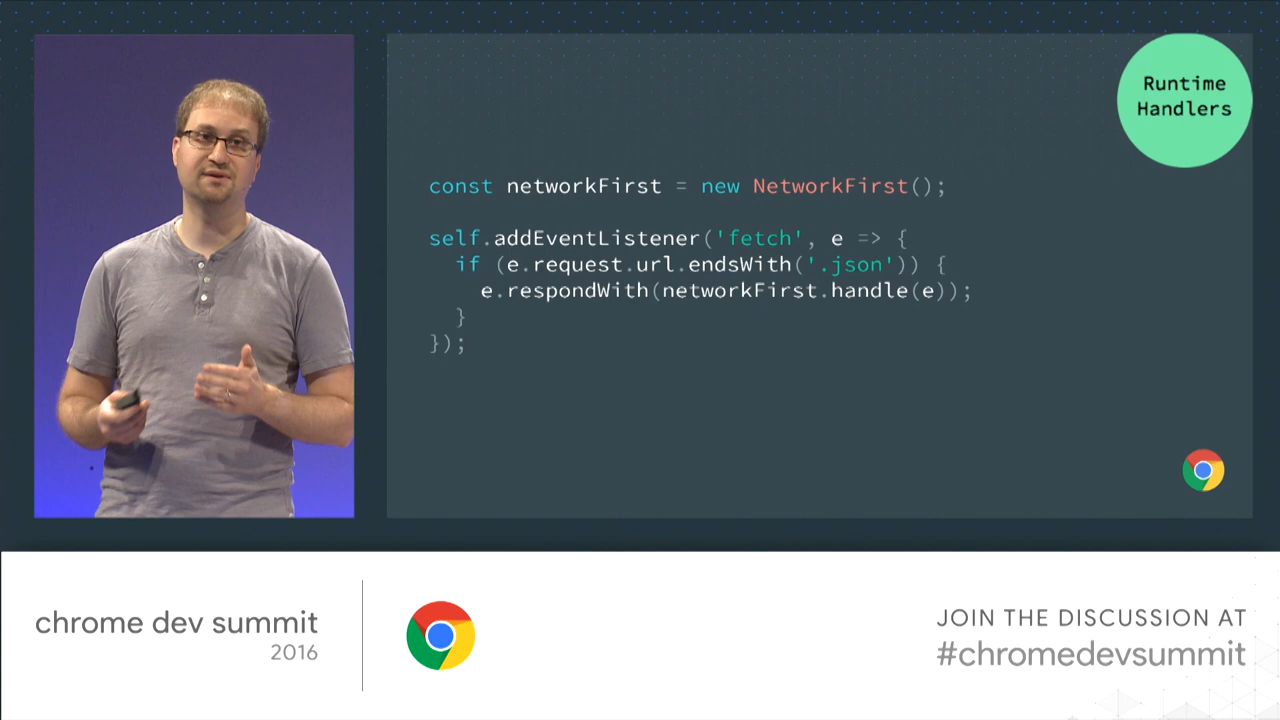 Runtime
Handlers
const networkFirst = new NetworkFirst();
self.addEventListener('fetch', e => {
if (e.request.url.endsWith('.json')) {
e.respondWith(networkFirst.handle(e));
}
});
chrome dev summit
2016
JOIN THE DISCUSSION AT
#chromedevsummit